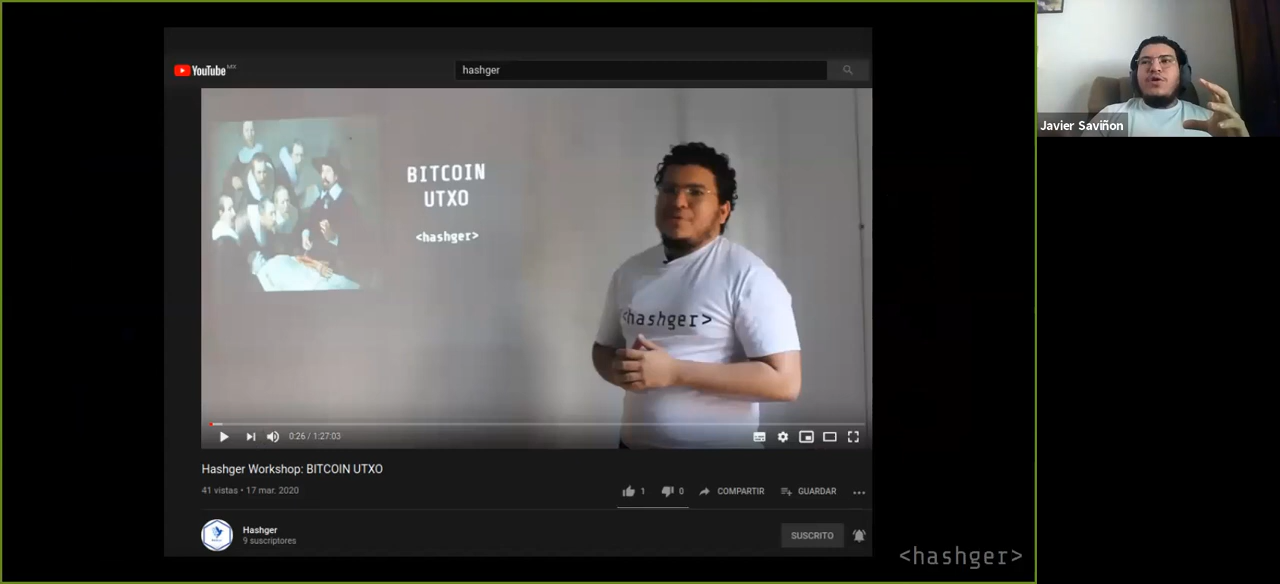 YouTube MX
hashger
BITCOIN
UTXO
<hashger>
<hashger>
0:26 / 1:27:03
Hashger Workshop: BITCOIN UTXO
41 vistas • 17 mar. 2020
1
0
COMPARTIR
GUARDAR
Hashger
9 suscriptores
SUSCRITO
<hashger>
Javier Saviñon